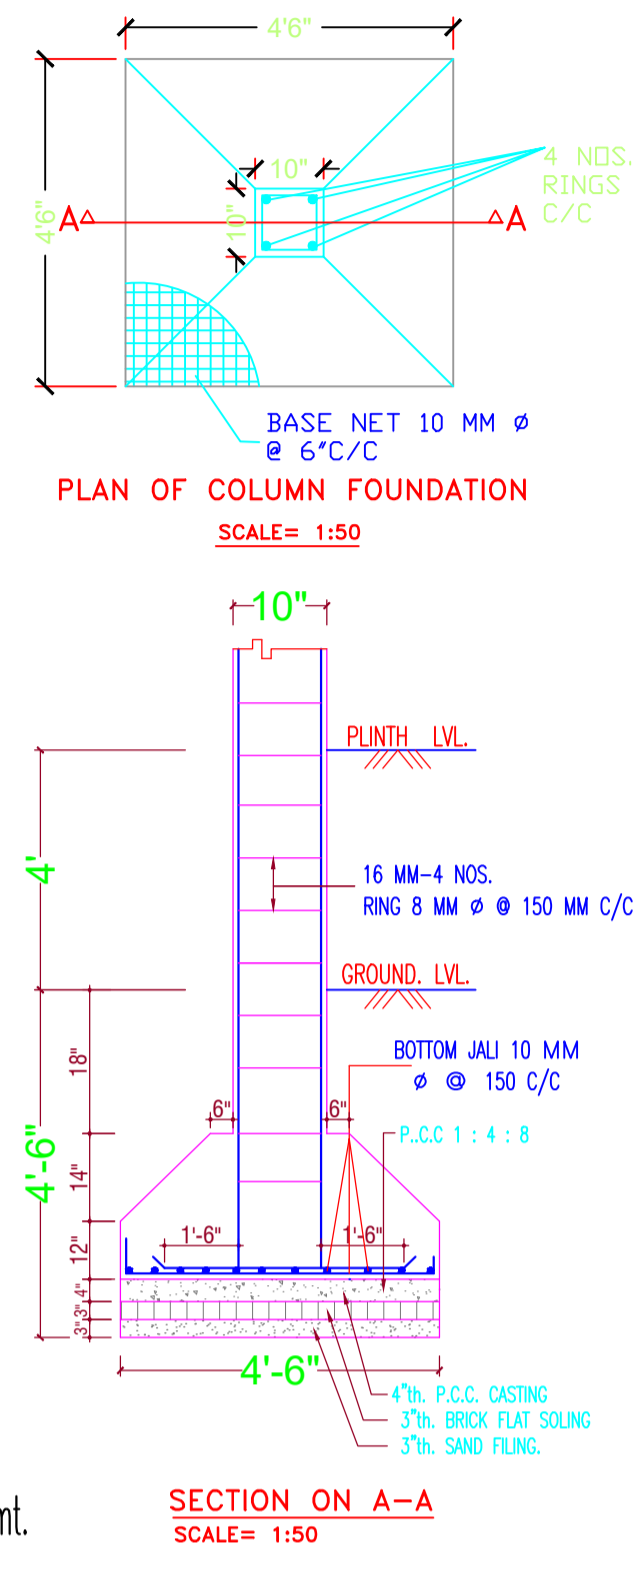 4'6"
4'6"
10"
10"
4 NOS.
RINGS
C/C
A
A
BASE NET 10 MM ø
@ 6"C/C
PLAN OF COLUMN FOUNDATION
SCALE= 1:50
10"
PLINTH LVL.
4'
16 MM-4 NOS.
RING 8 MM ø @ 150 MM C/C
GROUND. LVL.
18"
BOTTOM JALI 10 MM
ø @ 150 C/C
6"
6"
P..C.C 1 : 4 : 8
4'-6"
14"
1'-6"
1'-6"
12"
4"
3"
3"
4'-6"
4"th. P.C.C. CASTING
3"th. BRICK FLAT SOLING
3"th. SAND FILING.
SECTION ON A-A
SCALE= 1:50